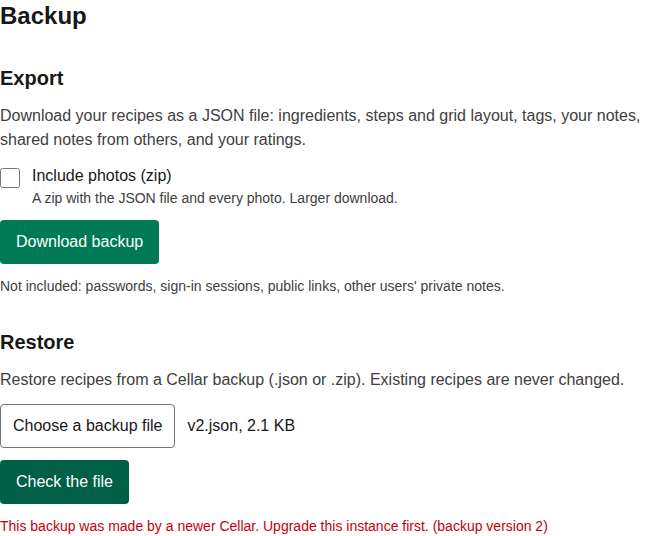 Backup
Export
Download your recipes as a JSON file: ingredients, steps and grid layout, tags, your notes,
shared notes from others, and your ratings.
Include photos (zip)
A zip with the JSON file and every photo. Larger download.
Download backup
Not included: passwords, sign-in sessions, public links, other users' private notes.
Restore
Restore recipes from a Cellar backup (.json or .zip). Existing recipes are never changed.
Choose a backup file v2.json, 2.1 KB
Check the file
This backup was made by a newer Cellar. Upgrade this instance first. (backup version 2)